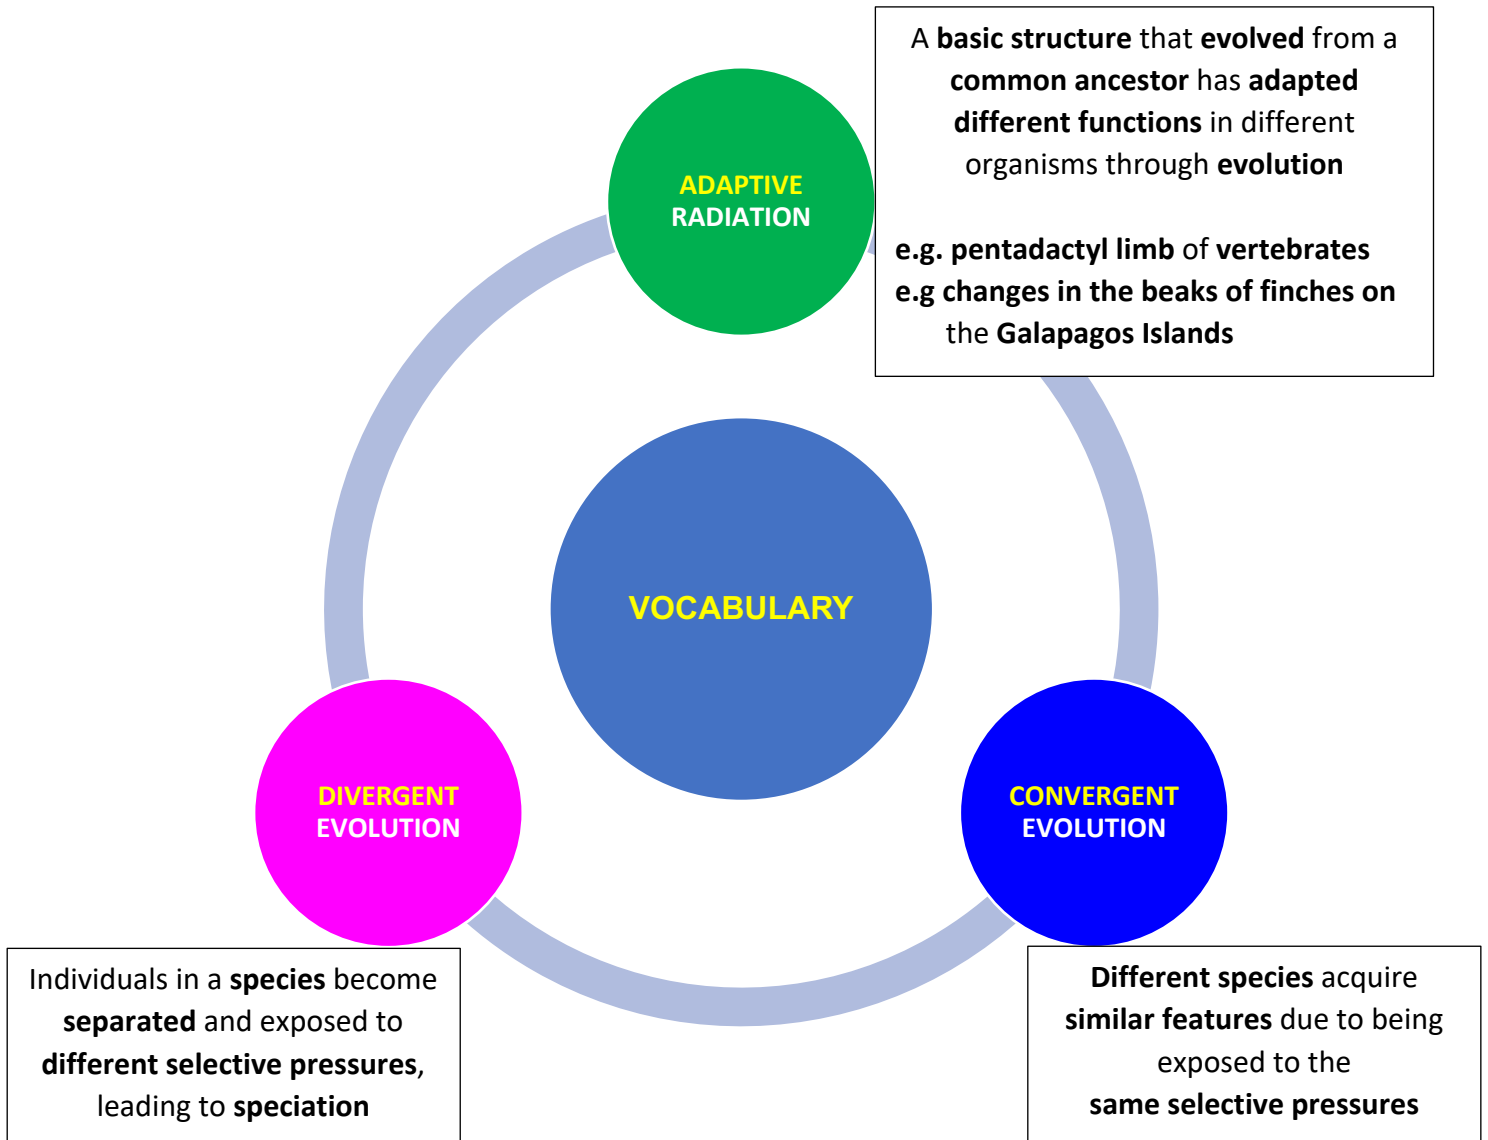 A basic structure that evolved from a
common ancestor has adapted
different functions in different
organisms through evolution
e.g. pentadactyl limb of vertebrates
e.g changes in the beaks of finches on
the Galapagos Islands
ADAPTIVE
RADIATION
VOCABULARY
DIVERGENT
EVOLUTION
CONVERGENT
EVOLUTION
Individuals in a species become
separated and exposed to
different selective pressures,
leading to speciation
Different species acquire
similar features due to being
exposed to the
same selective pressures